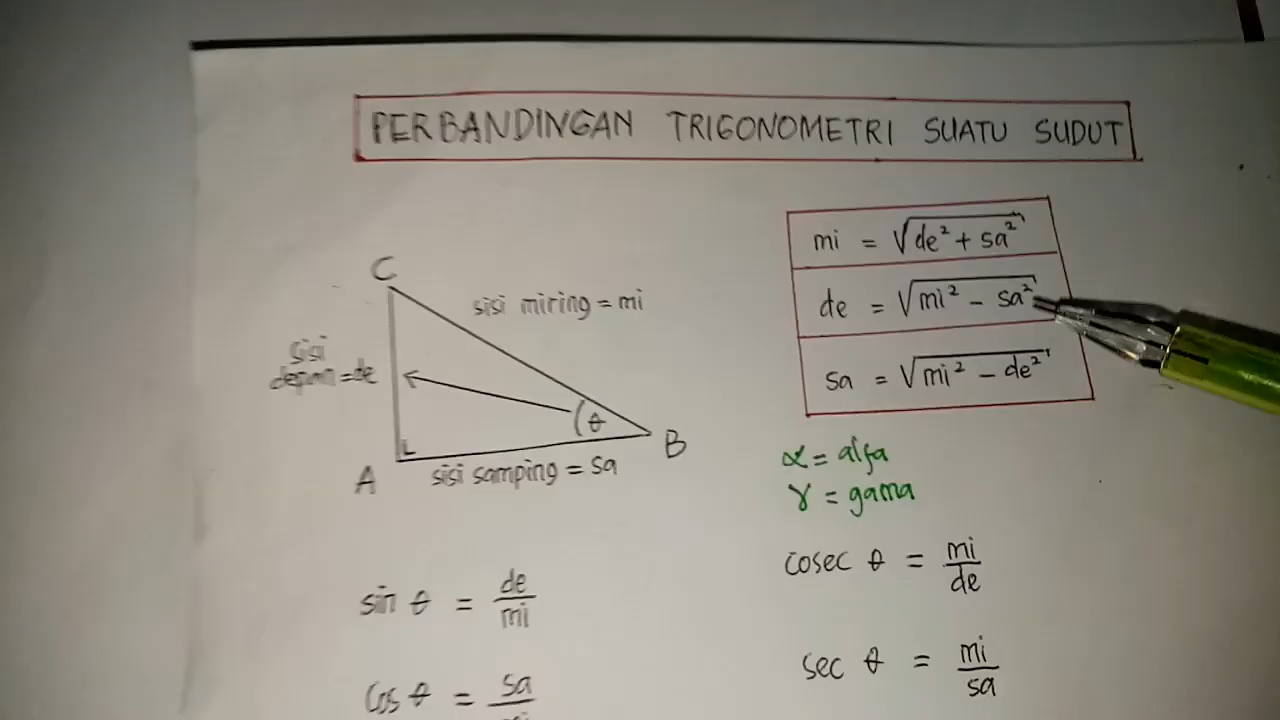 PERBANDINGAN TRIGONOMETRI SUATU SUDUT
C
sisi miring = mi
sisi
depan = de
θ
B
A
sisi samping = sa
mi = √de² + sa²
de = √mi² - sa²
sa = √mi² - de²
α = alfa
γ = gama
sin θ = de/mi
cos θ = sa/mi
cosec θ = mi/de
sec θ = mi/sa